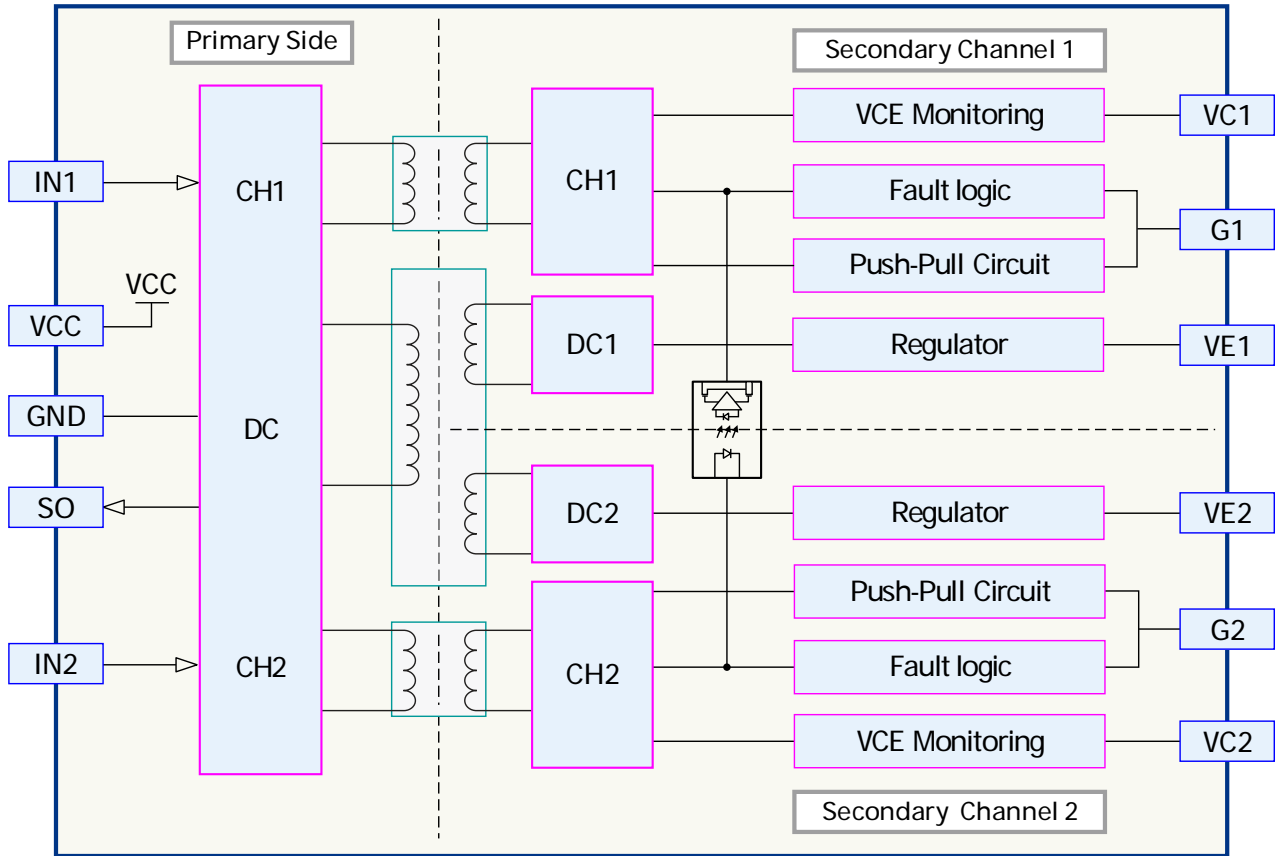 Primary Side
Secondary Channel 1
IN1
VCC
VCC
GND
SO
IN2
CH1
DC
CH2
CH1
DC1
DC2
CH2
VCE Monitoring
Fault logic
Push-Pull Circuit
Regulator
Regulator
Push-Pull Circuit
Fault logic
VCE Monitoring
VC1
G1
VE1
VE2
G2
VC2
Secondary Channel 2